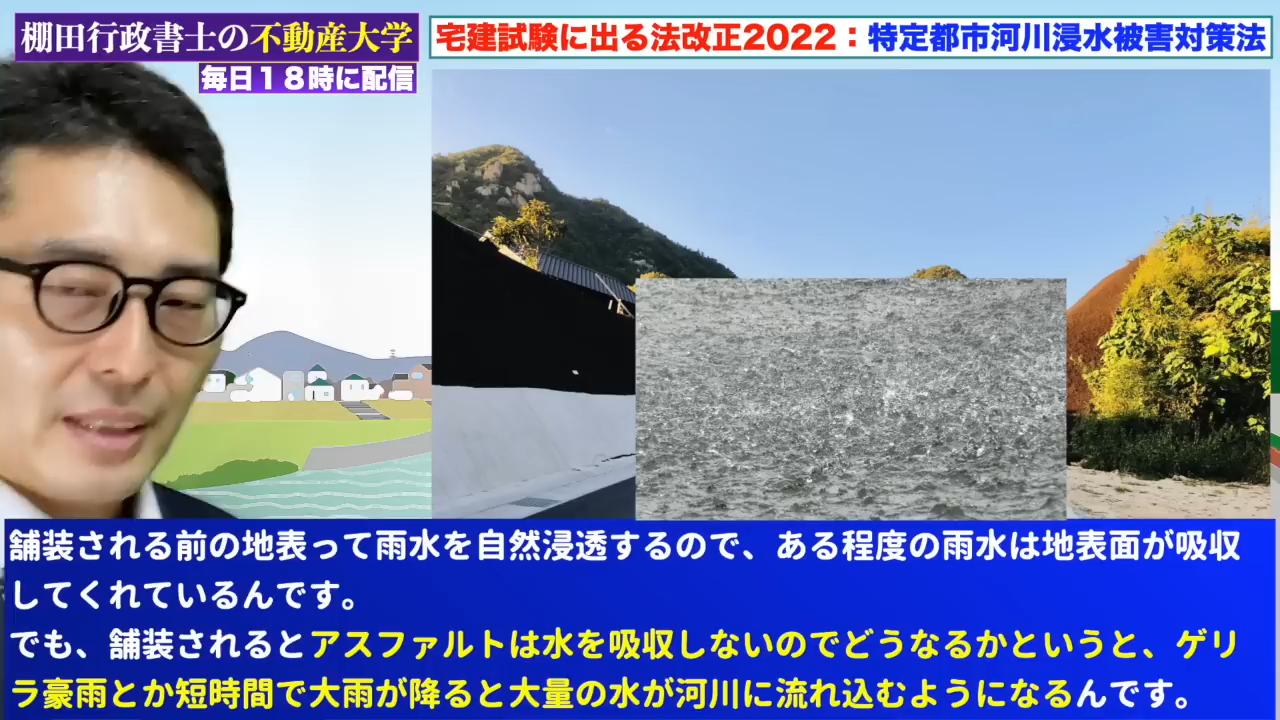 棚田行政書士の不動産大学
毎日18時に配信
宅建試験に出る法改正2022：特定都市河川浸水被害対策法
舗装される前の地表って雨水を自然浸透するので、ある程度の雨水は地表面が吸収
してくれているんです。
でも、舗装されるとアスファルトは水を吸収しないのでどうなるかというと、ゲリ
ラ豪雨とか短時間で大雨が降ると大量の水が河川に流れ込むようになるんです。